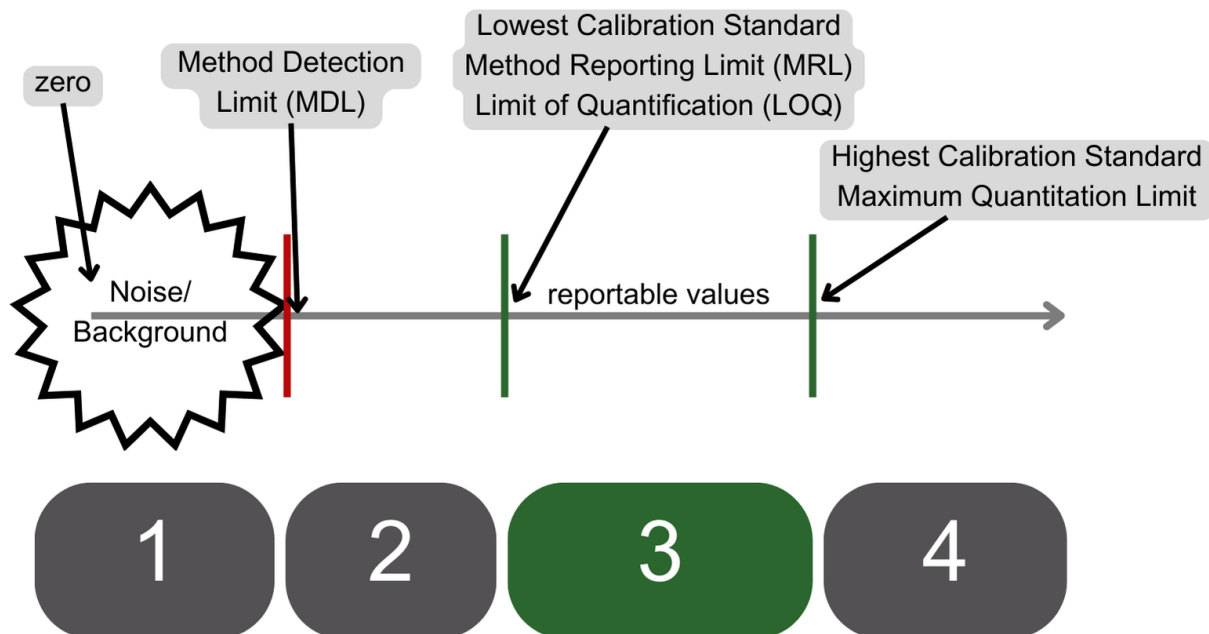 zero
Method Detection
Limit (MDL)
Lowest Calibration Standard
Method Reporting Limit (MRL)
Limit of Quantification (LOQ)
Highest Calibration Standard
Maximum Quantitation Limit
Noise/
Background
reportable values
1
2
3
4